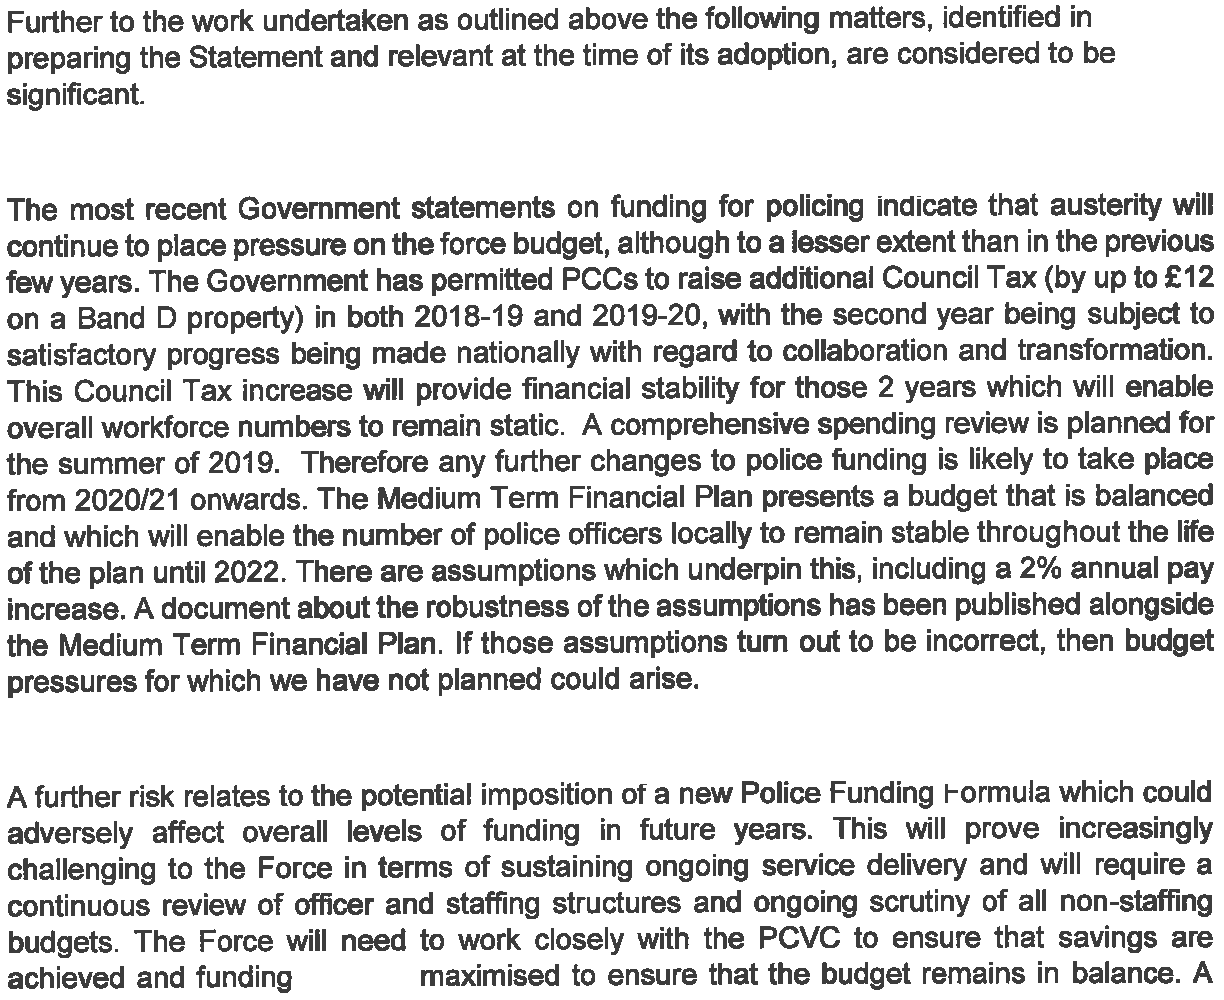 Further to the work undertaken as outlined above the following matters, identified in
preparing the Statement and relevant at the time of its adoption, are considered to be
significant.
The most recent Government statements on funding for policing indicate that austerity will
continue to place pressure on the force budget, although to a lesser extent than in the previous
few years. The Government has permitted PCCs to raise additional Council Tax (by up to £12
on a Band D property) in both 2018-19 and 2019-20, with the second year being subject to
satisfactory progress being made nationally with regard to collaboration and transformation.
This Council Tax increase will provide financial stability for those 2 years which will enable
overall workforce numbers to remain static. A comprehensive spending review is planned for
the summer of 2019. Therefore any further changes to police funding is likely to take place
from 2020/21 onwards. The Medium Term Financial Plan presents a budget that is balanced
and which will enable the number of police officers locally to remain stable throughout the life
of the plan until 2022. There are assumptions which underpin this, including a 2% annual pay
increase. A document about the robustness of the assumptions has been published alongside
the Medium Term Financial Plan. If those assumptions turn out to be incorrect, then budget
pressures for which we have not planned could arise.
A further risk relates to the potential imposition of a new Police Funding Formula which could
adversely affect overall levels of funding in future years. This will prove increasingly
challenging to the Force in terms of sustaining ongoing service delivery and will require a
continuous review of officer and staffing structures and ongoing scrutiny of all non-staffing
budgets. The Force will need to work closely with the PCVC to ensure that savings are
achieved and funding maximised to ensure that the budget remains in balance. A